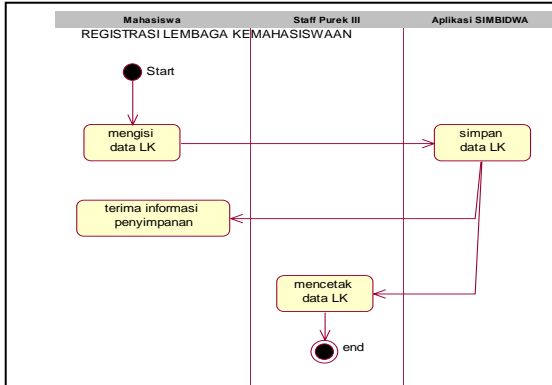 Mahasiswa
Staff Purek III
Aplikasi SIMBIDWA
REGISTRASI LEMBAGA KEMAHASISWAAN
Start
mengisi
data LK
simpan
data LK
terima informasi
penyimpanan
mencetak
data LK
end